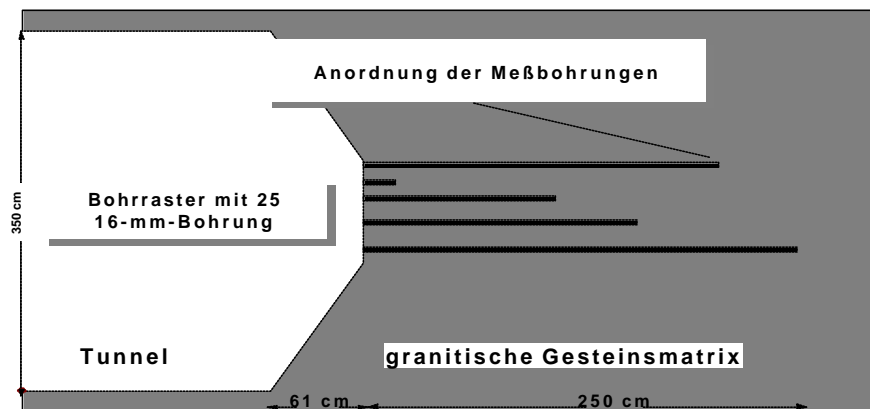 Anordnung der Meßbohrungen
Bohrraster mit 25
16-mm-Bohrung
350 cm
Tunnel
granitische Gesteinsmatrix
61 cm
250 cm